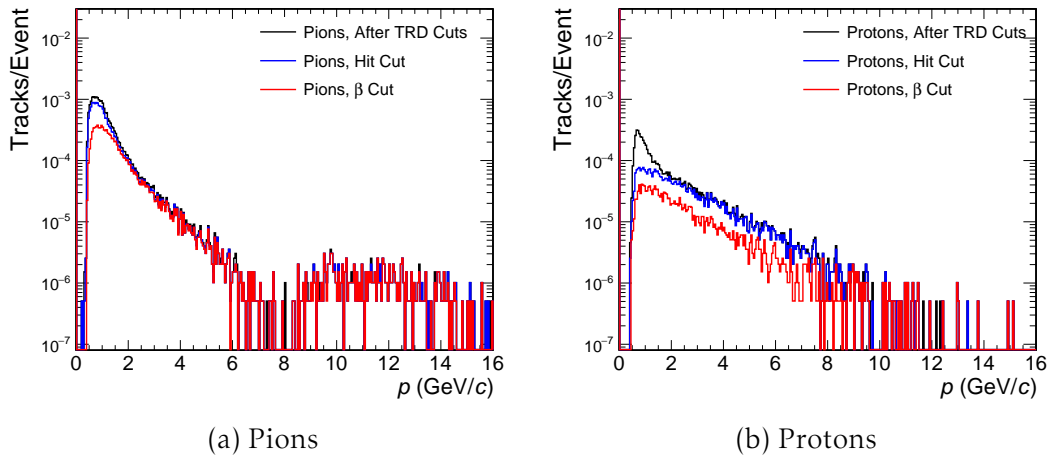 Tracks/Event
10⁻²
10⁻³
10⁻⁴
10⁻⁵
10⁻⁶
10⁻⁷
Pions, After TRD Cuts
Pions, Hit Cut
Pions, β Cut
0 2 4 6 8 10 12 14 16
p (GeV/c)
(a) Pions
Tracks/Event
10⁻²
10⁻³
10⁻⁴
10⁻⁵
10⁻⁶
10⁻⁷
Protons, After TRD Cuts
Protons, Hit Cut
Protons, β Cut
0 2 4 6 8 10 12 14 16
p (GeV/c)
(b) Protons